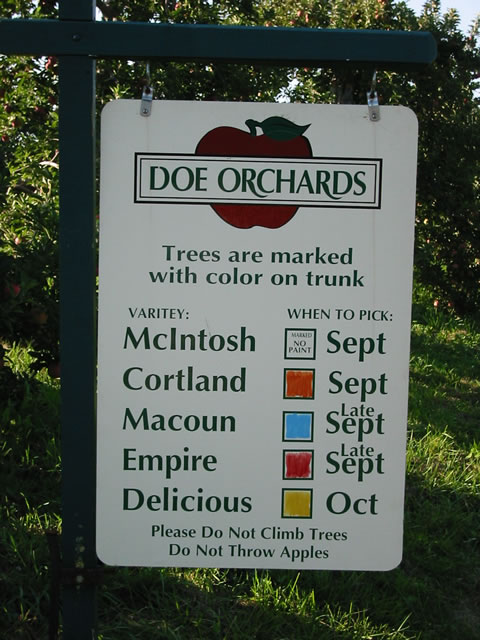 DOE ORCHARDS
Trees are marked
with color on trunk
VARITEY: WHEN TO PICK:
McIntosh MARKED NO PAINT Sept
Cortland Sept
Macoun Late Sept
Empire Late Sept
Delicious Oct
Please Do Not Climb Trees
Do Not Throw Apples